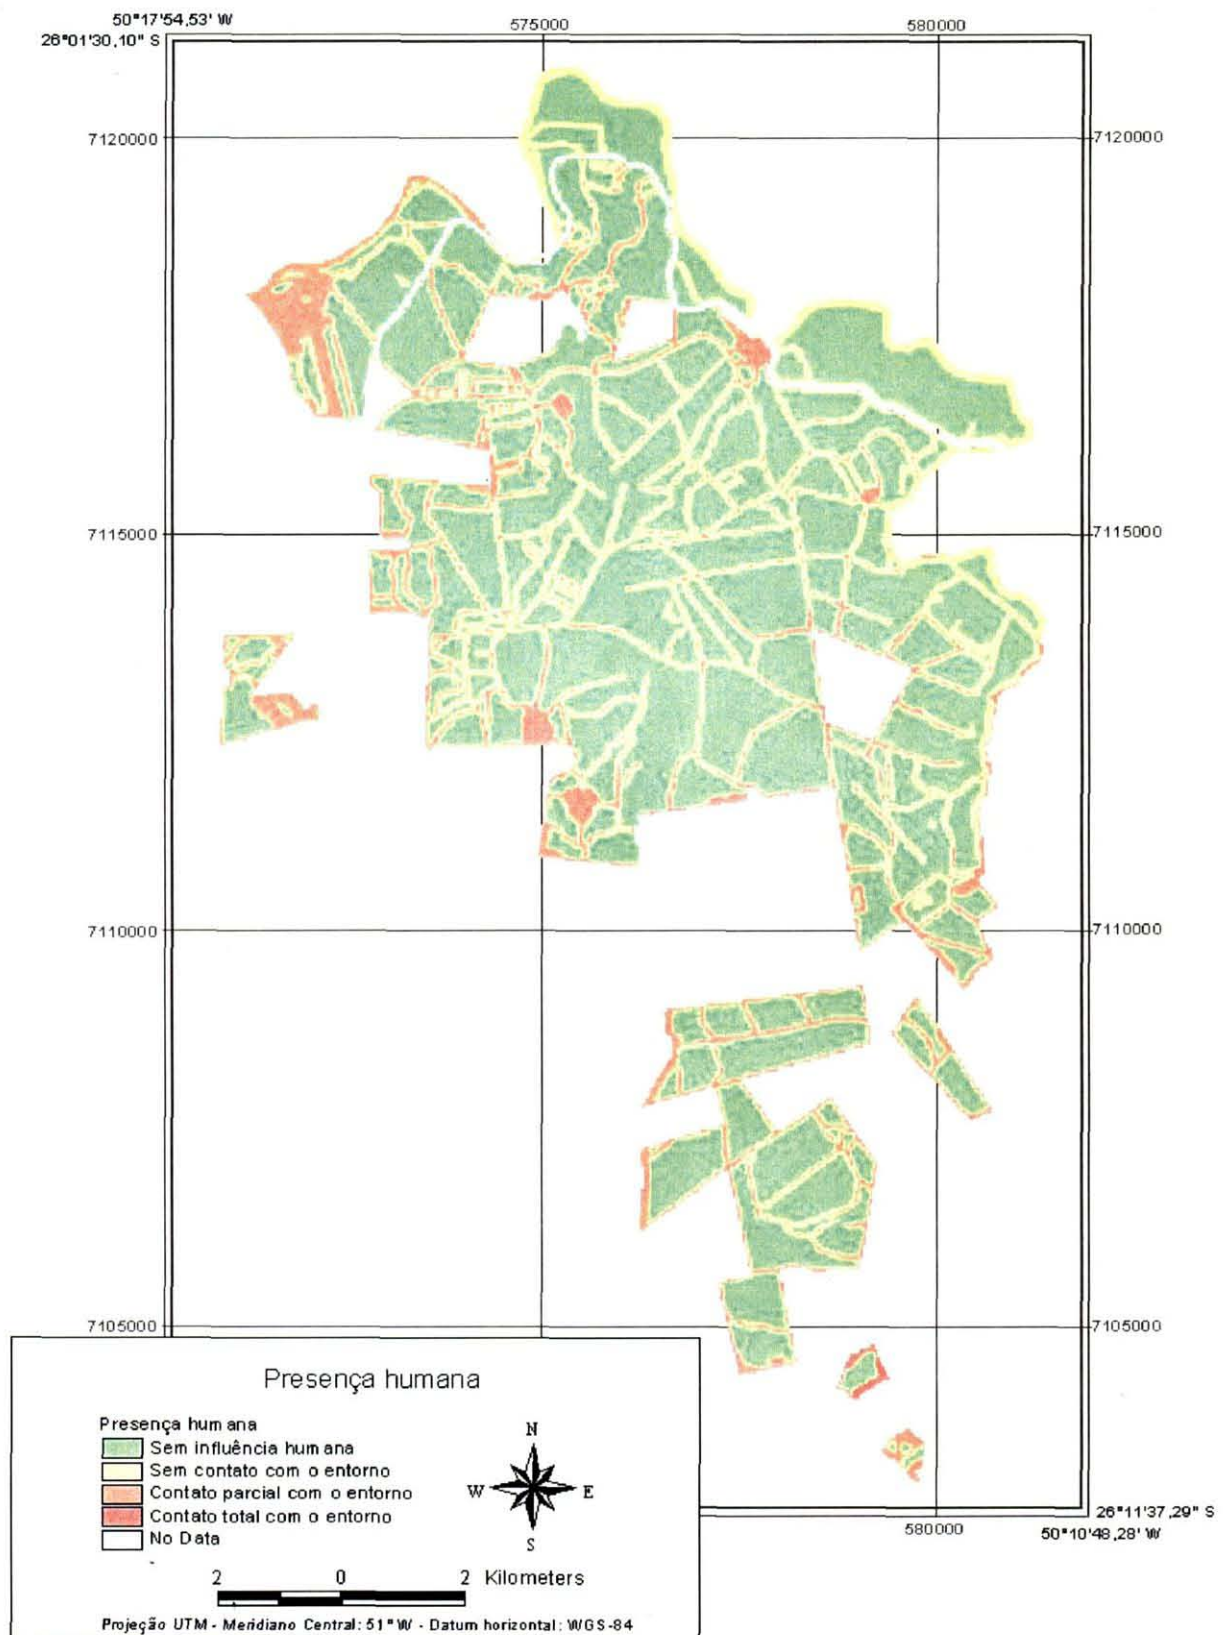 50°17'54,53' W
575000 580000
26°01'30,10" S
7120000 7120000
7115000 7115000
7110000 7110000
7105000 7105000
Presença humana
Presença humana
Sem influência humana
Sem contato com o entorno
Contato parcial com o entorno
Contato total com o entorno
No Data
N
W E
S
26°11'37,29" S
580000
50°10'48,28' W
2 0 2 Kilometers
Projeção UTM - Meridiano Central: 51° W - Datum horizontal: WGS-84